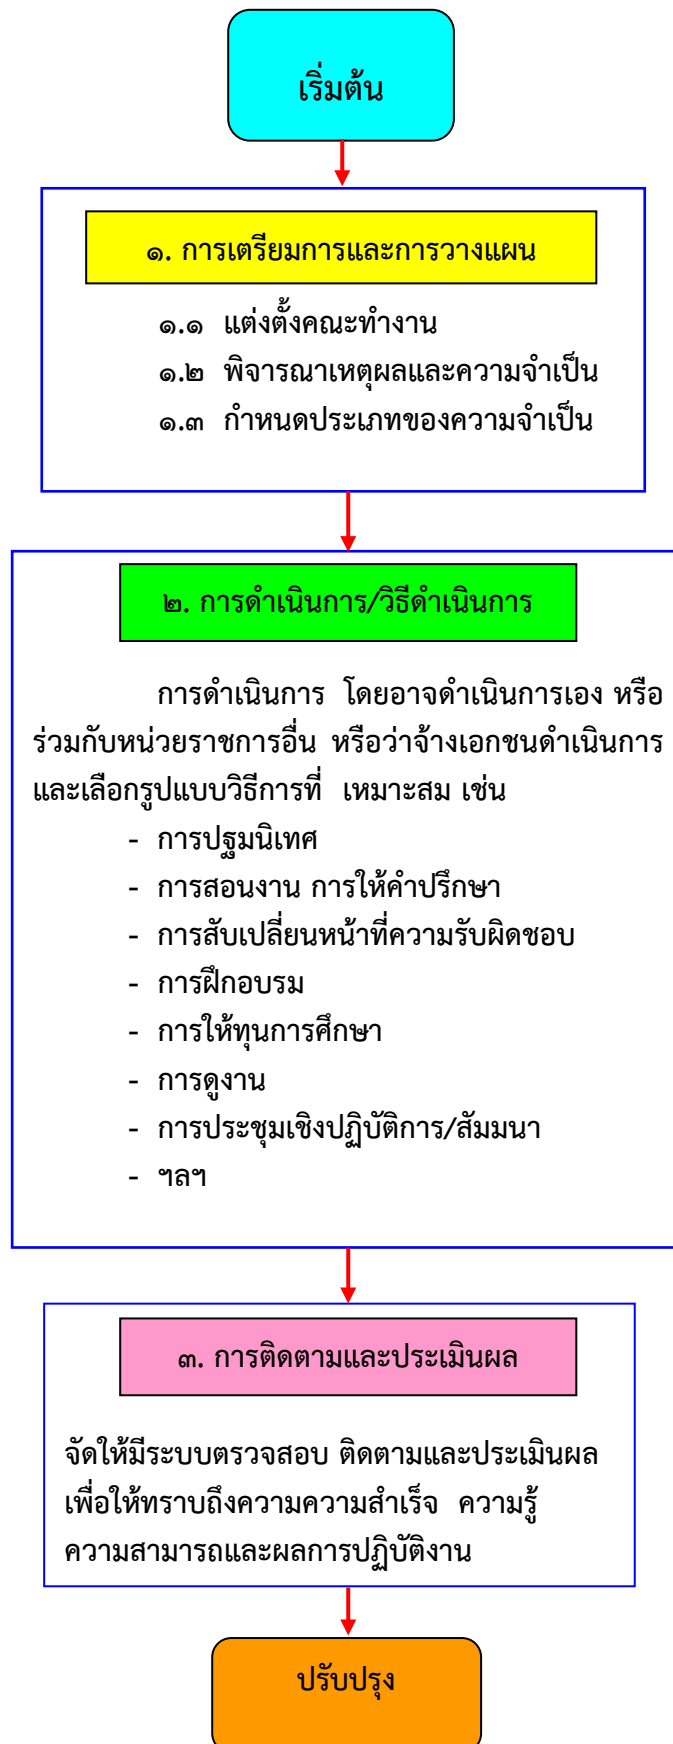 เริ่มต้น
๑. การเตรียมการและการวางแผน
๑.๑ แต่งตั้งคณะทำงาน
๑.๒ พิจารณาเหตุผลและความจำเป็น
๑.๓ กำหนดประเภทของความจำเป็น
๒. การดำเนินการ/วิธีดำเนินการ
การดำเนินการ โดยอาจดำเนินการเอง หรือ
ร่วมกับหน่วยราชการอื่น หรือว่าจ้างเอกชนดำเนินการ
และเลือกรูปแบบวิธีการที่ เหมาะสม เช่น
- การปฐมนิเทศ
- การสอนงาน การให้คำปรึกษา
- การสับเปลี่ยนหน้าที่ความรับผิดชอบ
- การฝึกอบรม
- การให้ทุนการศึกษา
- การดูงาน
- การประชุมเชิงปฏิบัติการ/สัมมนา
- ฯลฯ
๓. การติดตามและประเมินผล
จัดให้มีระบบตรวจสอบ ติดตามและประเมินผล
เพื่อให้ทราบถึงความความสำเร็จ ความรู้
ความสามารถและผลการปฏิบัติงาน
ปรับปรุง